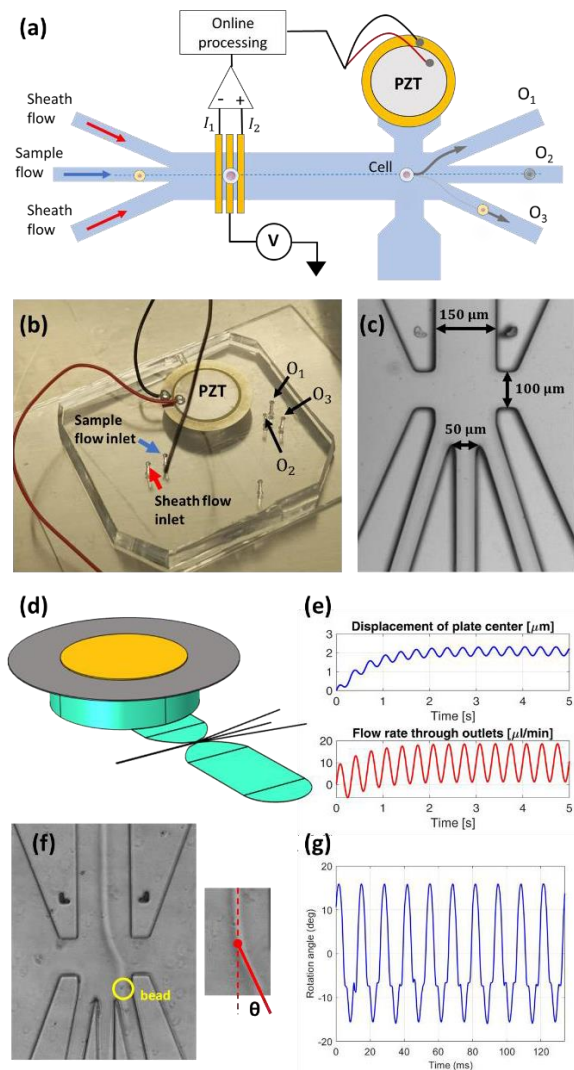 (a)
Online
processing
PZT
Sheath
flow
- +
I1 I2
O1
Sample
flow
Cell
O2
Sheath
flow
V
O3
(b)
PZT
O1
O3
Sample
flow inlet
O2
Sheath flow
inlet
(c)
150 μm
100 μm
50 μm
(d)
(e)
Displacement of plate center [μm]
3
2
1
0
0 1 2 3 4 5
Time [s]
Flow rate through outlets [μl/min]
20
10
0
0 1 2 3 4 5
Time [s]
(f)
bead
θ
(g)
Rotation angle (deg)
20
10
0
-10
-20
0 20 40 60 80 100 120
Time (ms)